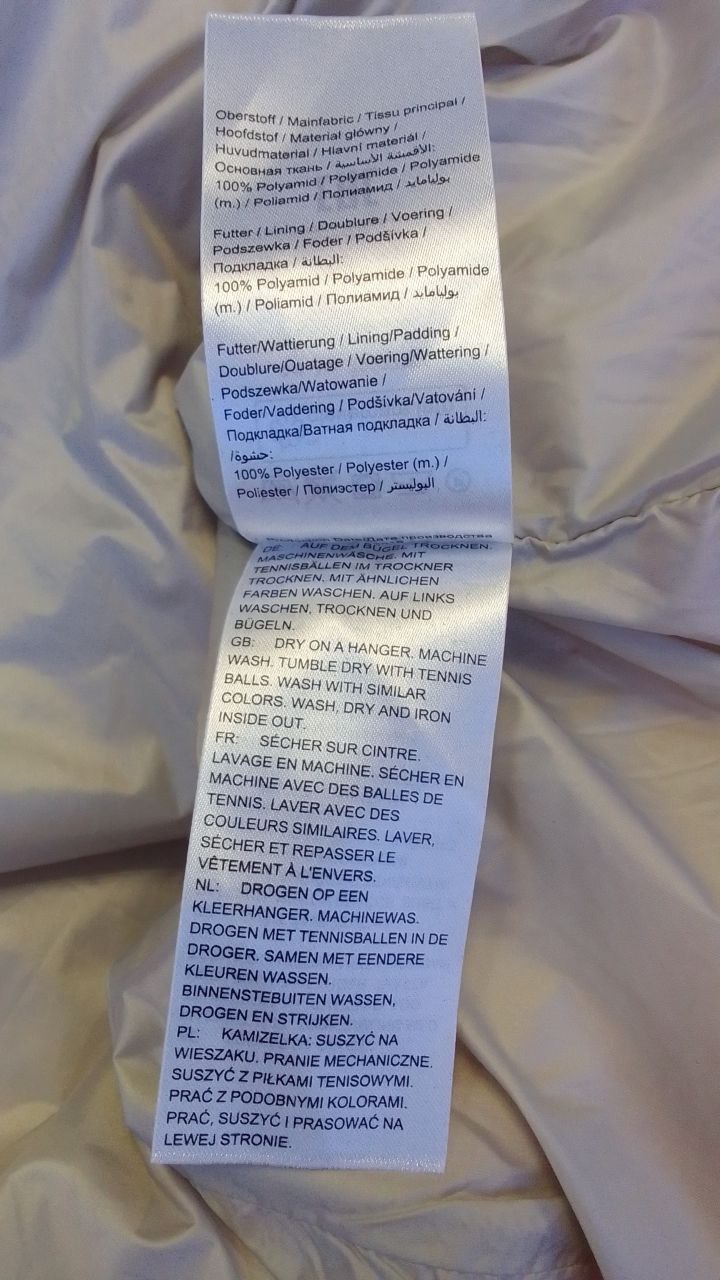 Oberstoff / Mainfabric / Tissu principal /
Hoofdstof / Materiał główny /
Huvudmaterial / Hlavní materiál /
Основная ткань / الأقمشة الأساسية:
100% Polyamid / Polyamide / Polyamide
(m.) / Poliamid / Полиамид / بوليامايد
Futter / Lining / Doublure / Voering /
Podszewka / Foder / Podšívka /
Подкладка / البطانة:
100% Polyamid / Polyamide / Polyamide
(m.) / Poliamid / Полиамид / بوليامايد
Futter/Wattierung / Lining/Padding /
Doublure/Ouatage / Voering/Wattering /
Podszewka/Watowanie /
Foder/Vaddering / Podšívka/Vatování /
Подкладка/Ватная подкладка / البطانة:
/حشوة:
100% Polyester / Polyester (m.) /
Poliester / Полиэстер / البوليستر
производства
DE: AUF DEM BÜGEL TROCKNEN.
MASCHINENWÄSCHE. MIT
TENNISBÄLLEN IM TROCKNER
TROCKNEN. MIT ÄHNLICHEN
FARBEN WASCHEN. AUF LINKS
WASCHEN, TROCKNEN UND
BÜGELN.
GB: DRY ON A HANGER. MACHINE
WASH. TUMBLE DRY WITH TENNIS
BALLS. WASH WITH SIMILAR
COLORS. WASH, DRY AND IRON
INSIDE OUT.
FR: SÉCHER SUR CINTRE.
LAVAGE EN MACHINE. SÉCHER EN
MACHINE AVEC DES BALLES DE
TENNIS. LAVER AVEC DES
COULEURS SIMILAIRES. LAVER,
SÉCHER ET REPASSER LE
VÊTEMENT À L'ENVERS.
NL: DROGEN OP EEN
KLEERHANGER. MACHINEWAS.
DROGEN MET TENNISBALLEN IN DE
DROGER. SAMEN MET EENDERE
KLEUREN WASSEN.
BINNENSTEBUITEN WASSEN,
DROGEN EN STRIJKEN.
PL: KAMIZELKA: SUSZYĆ NA
WIESZAKU. PRANIE MECHANICZNE.
SUSZYĆ Z PIŁKAMI TENISOWYMI.
PRAĆ Z PODOBNYMI KOLORAMI.
PRAĆ, SUSZYĆ I PRASOWAĆ NA
LEWEJ STRONIE.